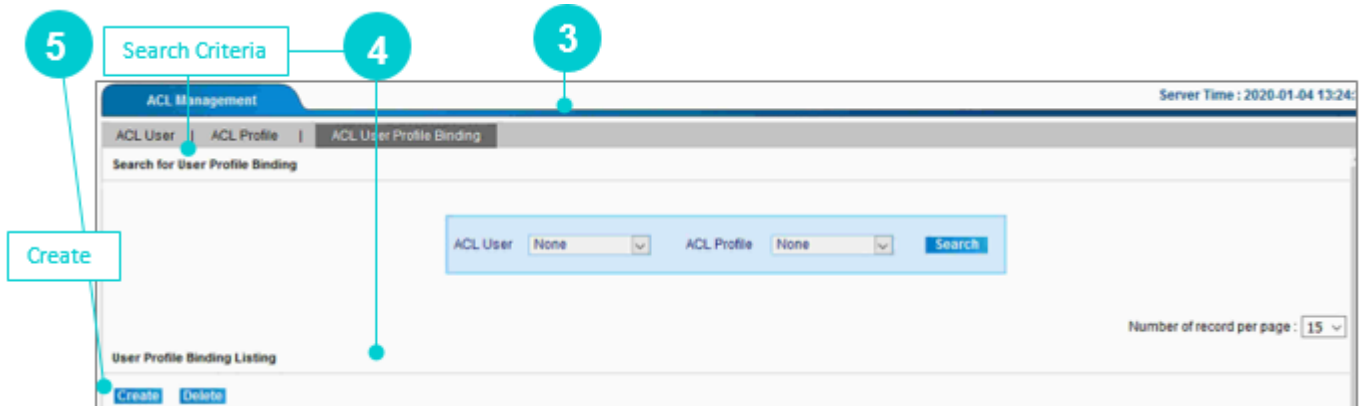 5
Search Criteria
4
3
ACL Management
Server Time : 2020-01-04 13:24:
ACL User | ACL Profile | ACL User Profile Binding
Search for User Profile Binding
ACL User None ACL Profile None Search
Create
Number of record per page : 15
User Profile Binding Listing
Create Delete